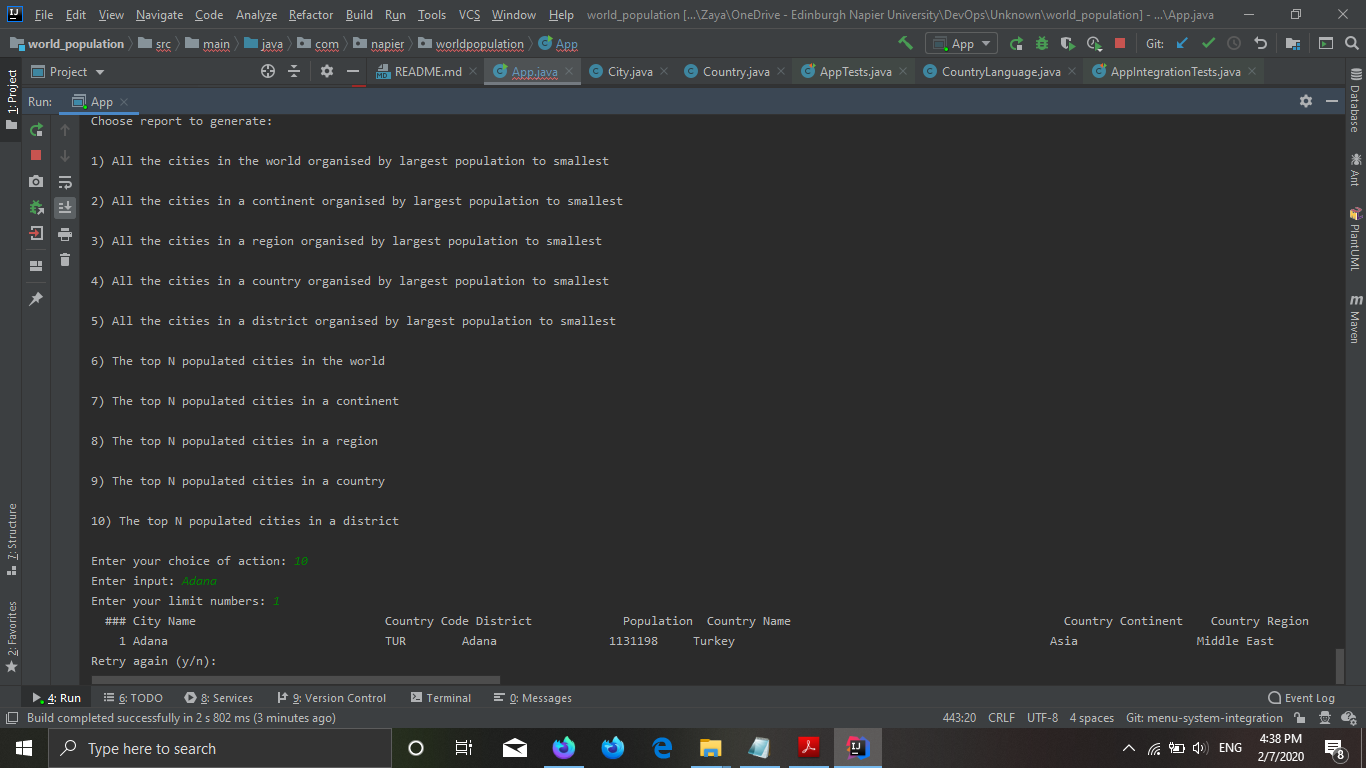 File Edit View Navigate Code Analyze Refactor Build Run Tools VCS Window Help world_population [...\Zaya\OneDrive - Edinburgh Napier University\DevOps\Unknown\world_population] - ...\App.java
world_population src main java com napier worldpopulation App App Git:
1: Project
Project README.md App.java City.java Country.java AppTests.java CountryLanguage.java AppIntegrationTests.java
Run: App
Choose report to generate:
1) All the cities in the world organised by largest population to smallest
2) All the cities in a continent organised by largest population to smallest
3) All the cities in a region organised by largest population to smallest
4) All the cities in a country organised by largest population to smallest
5) All the cities in a district organised by largest population to smallest
6) The top N populated cities in the world
7) The top N populated cities in a continent
8) The top N populated cities in a region
9) The top N populated cities in a country
10) The top N populated cities in a district
Enter your choice of action: 10
Enter input: Adana
Enter your limit numbers: 1
### City Name Country Code District Population Country Name Country Continent Country Region
1 Adana TUR Adana 1131198 Turkey Asia Middle East
Retry again (y/n):
Database
Ant
PlantUML
m
Maven
7: Structure
2: Favorites
4: Run 6: TODO 8: Services 9: Version Control Terminal 0: Messages Event Log
Build completed successfully in 2 s 802 ms (3 minutes ago) 443:20 CRLF UTF-8 4 spaces Git: menu-system-integration
Type here to search ENG 4:38 PM
2/7/2020 8